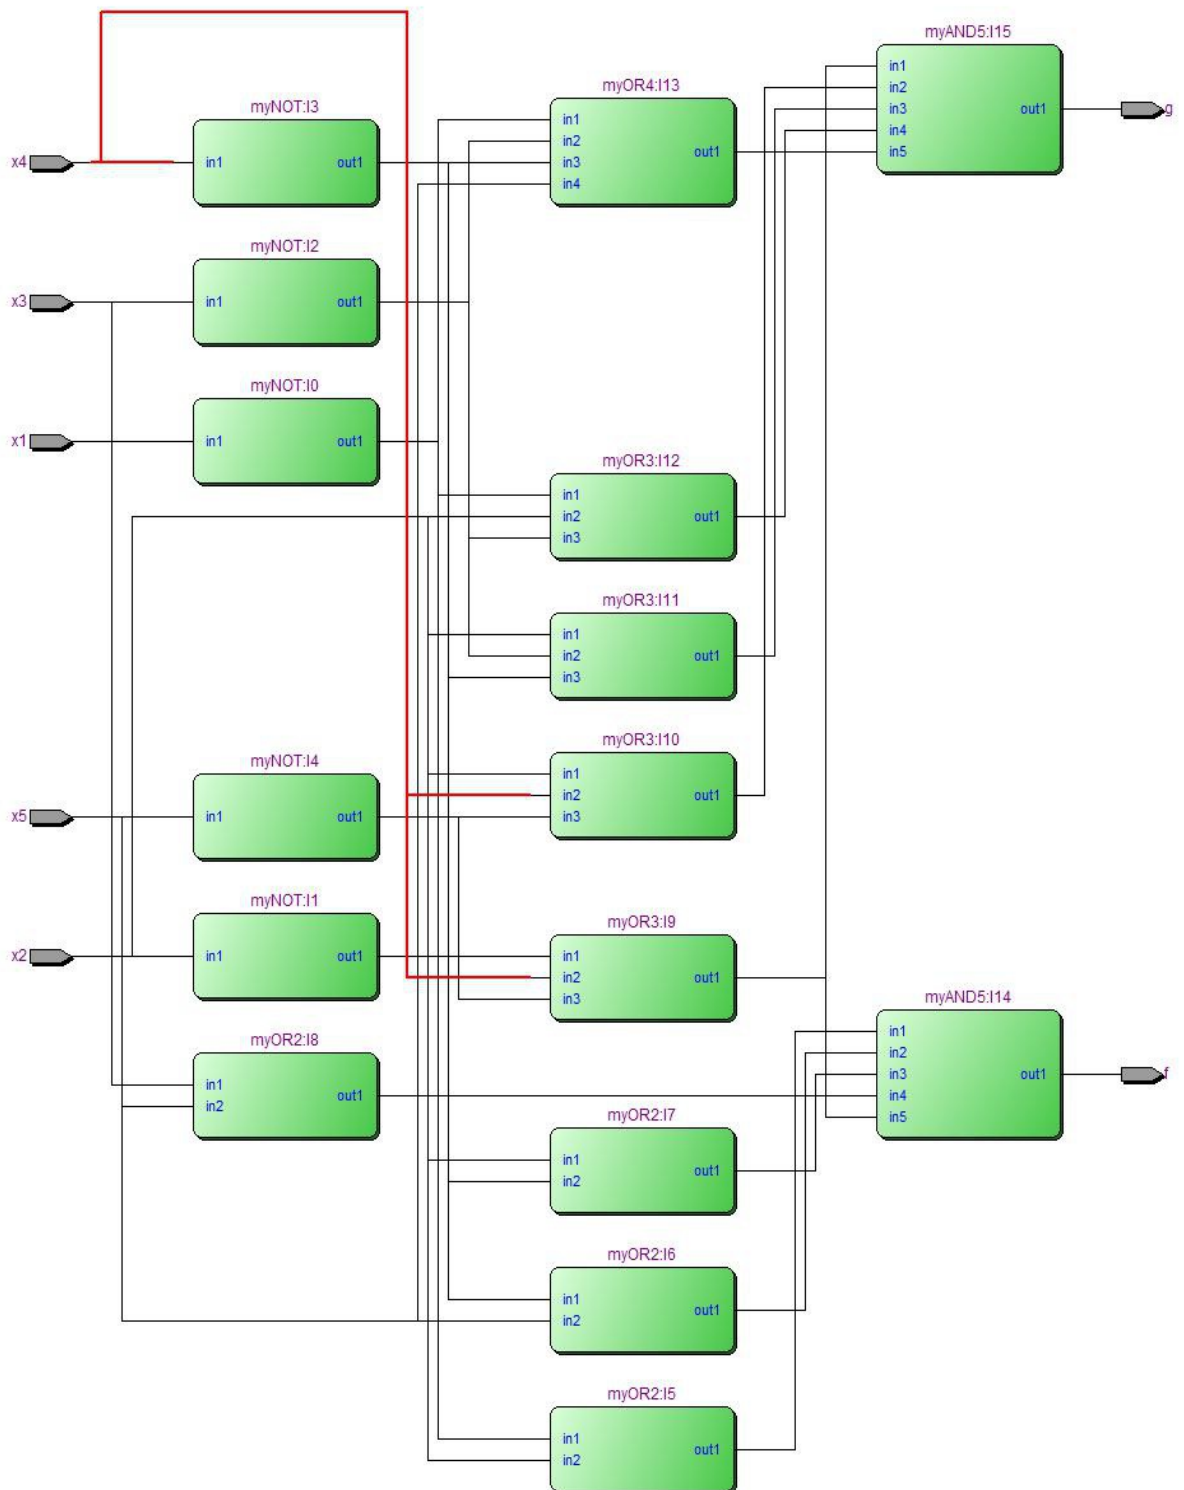 myAND5:I15
in1
in2
in3
in4
in5
out1
g
myOR4:I13
in1
in2
in3
in4
out1
myNOT:I3
x4
in1
out1
myNOT:I2
x3
in1
out1
myNOT:I0
x1
in1
out1
myOR3:I12
in1
in2
in3
out1
myOR3:I11
in1
in2
in3
out1
myOR3:I10
in1
in2
in3
out1
myNOT:I4
x5
in1
out1
myNOT:I1
x2
in1
out1
myOR3:I9
in1
in2
in3
out1
myAND5:I14
in1
in2
in3
in4
in5
out1
f
myOR2:I8
in1
in2
out1
myOR2:I7
in1
in2
out1
myOR2:I6
in1
in2
out1
myOR2:I5
in1
in2
out1